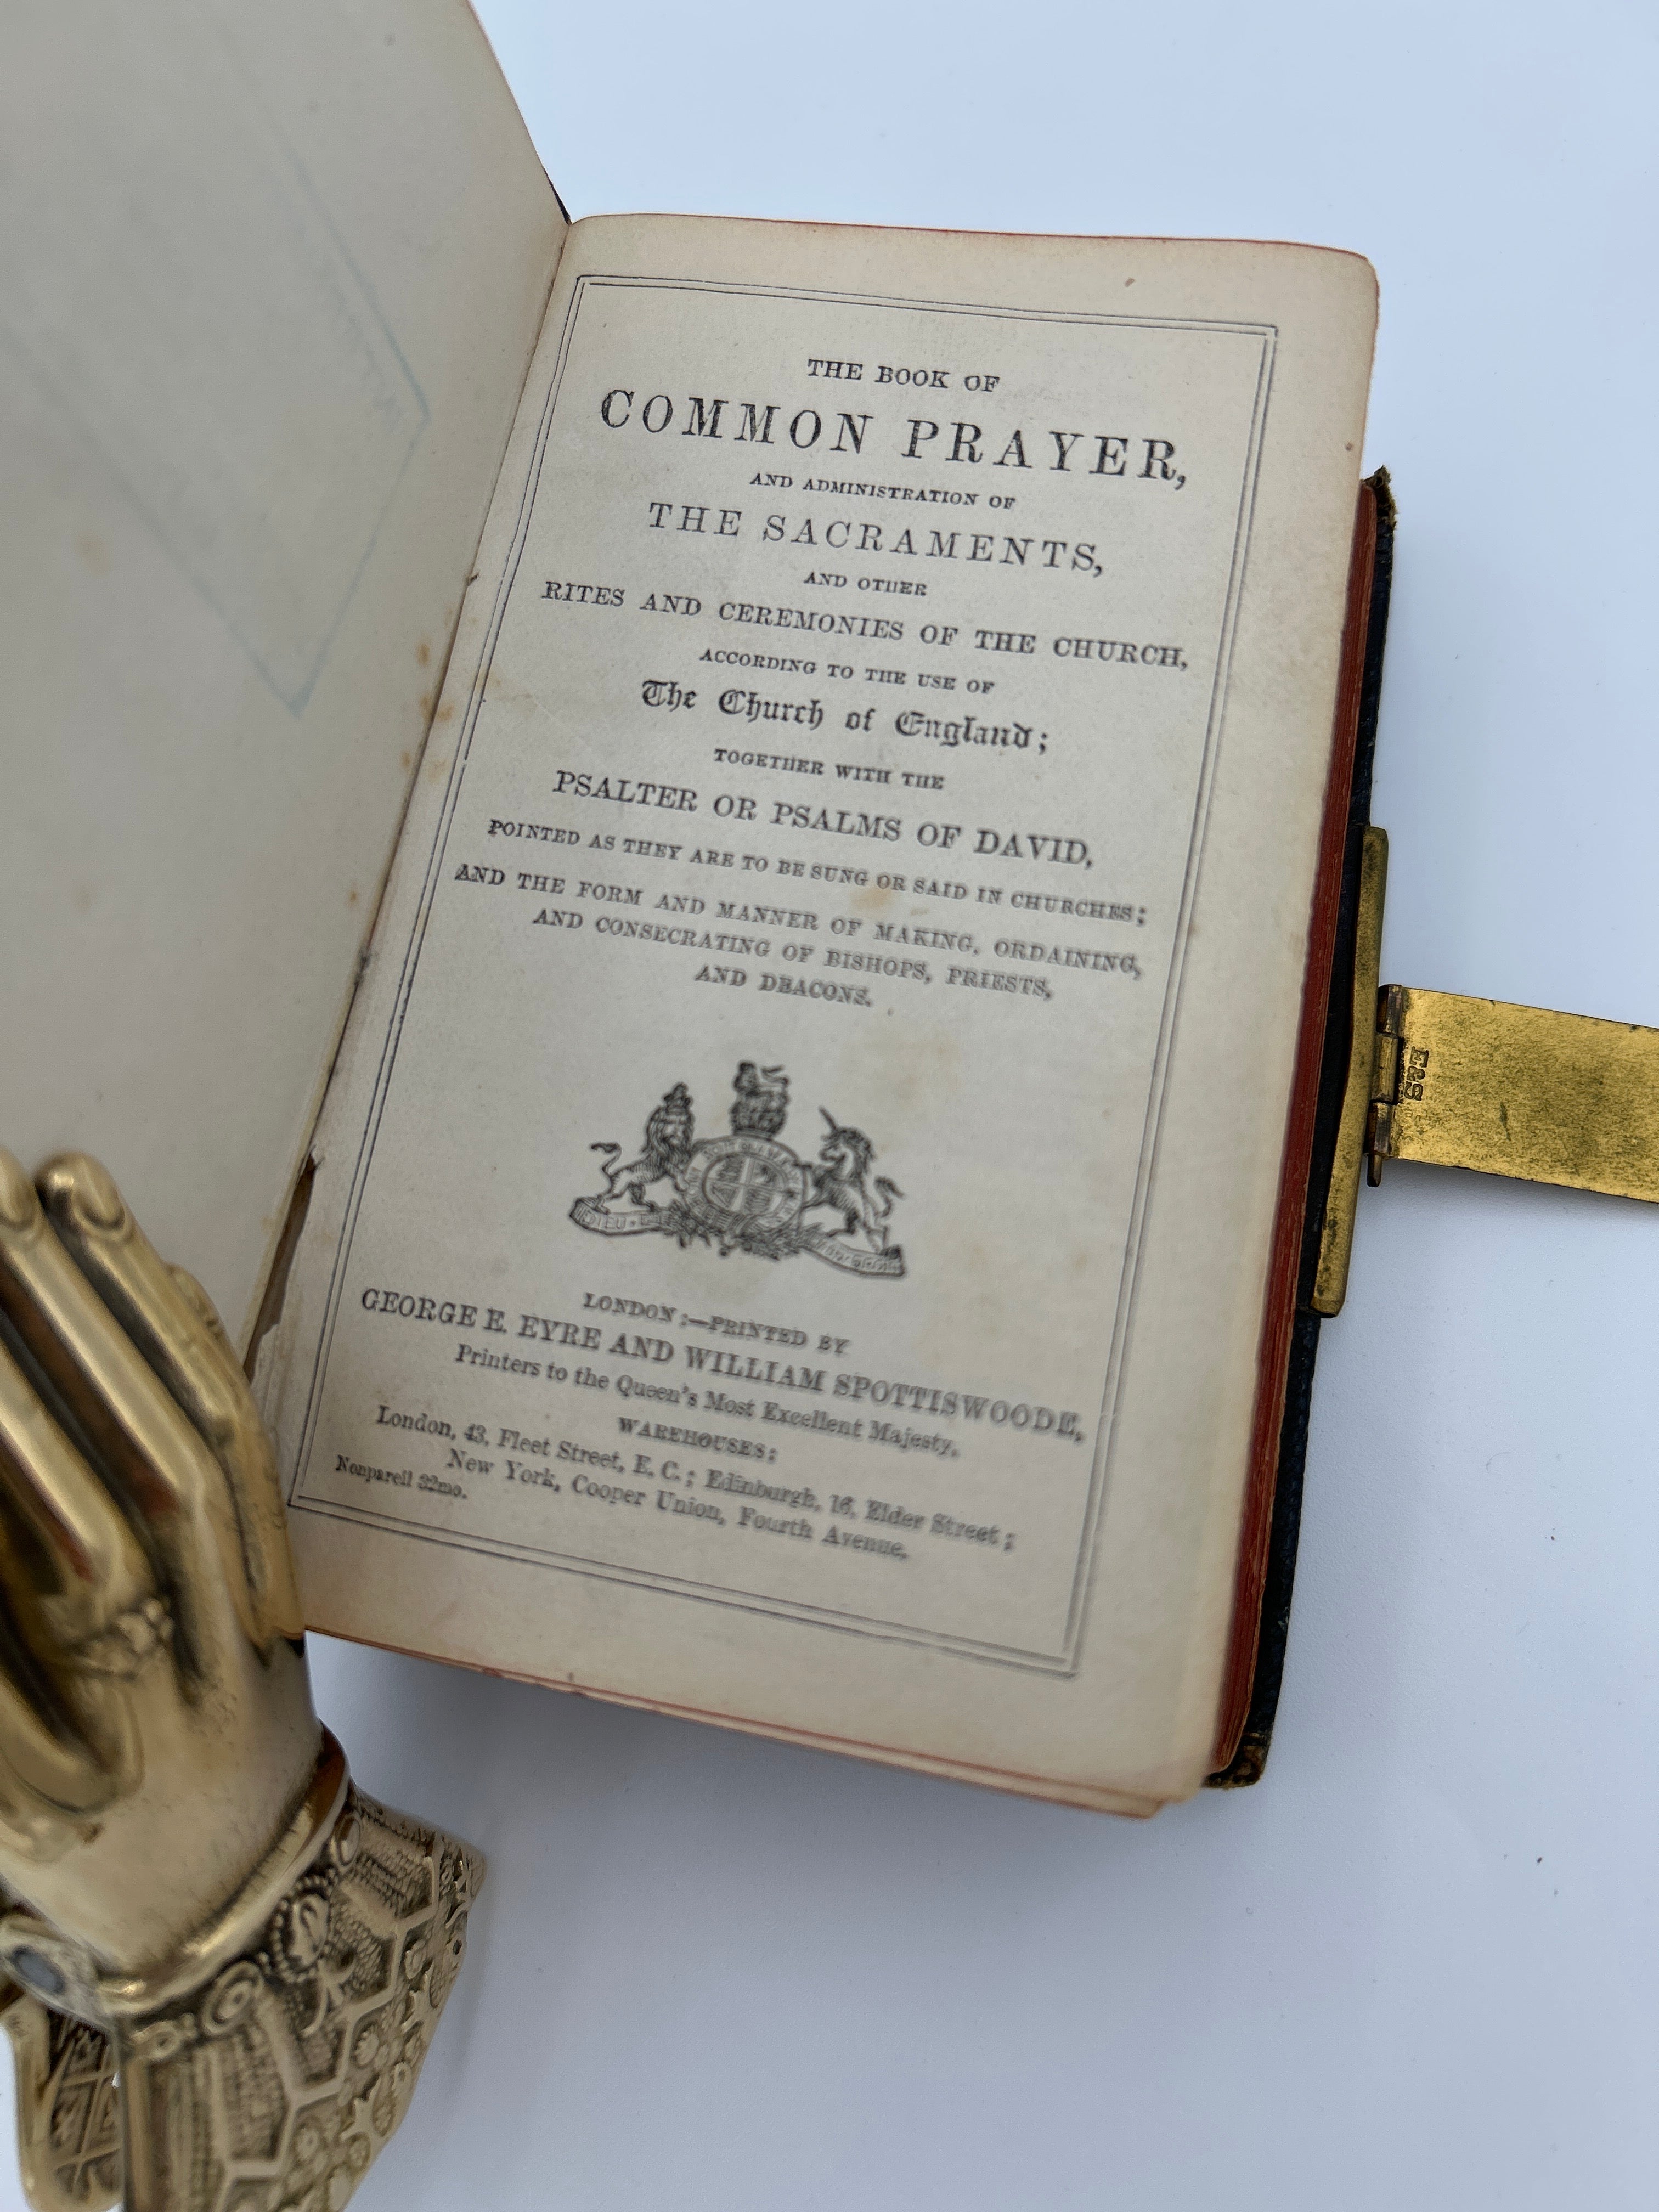 THE BOOK OF
COMMON PRAYER,
AND ADMINISTRATION OF
THE SACRAMENTS,
AND OTHER
RITES AND CEREMONIES OF THE CHURCH,
ACCORDING TO THE USE OF
The Church of England;
TOGETHER WITH THE
PSALTER OR PSALMS OF DAVID,
POINTED AS THEY ARE TO BE SUNG OR SAID IN CHURCHES;
AND THE FORM AND MANNER OF MAKING, ORDAINING,
AND CONSECRATING OF BISHOPS, PRIESTS,
AND DEACONS.
LONDON:—PRINTED BY
GEORGE E. EYRE AND WILLIAM SPOTTISWOODE,
Printers to the Queen's Most Excellent Majesty.
WAREHOUSES:
London, 43, Fleet Street, E. C.; Edinburgh, 16, Elder Street;
New York, Cooper Union, Fourth Avenue.
Nonpareil 32mo.
E&S